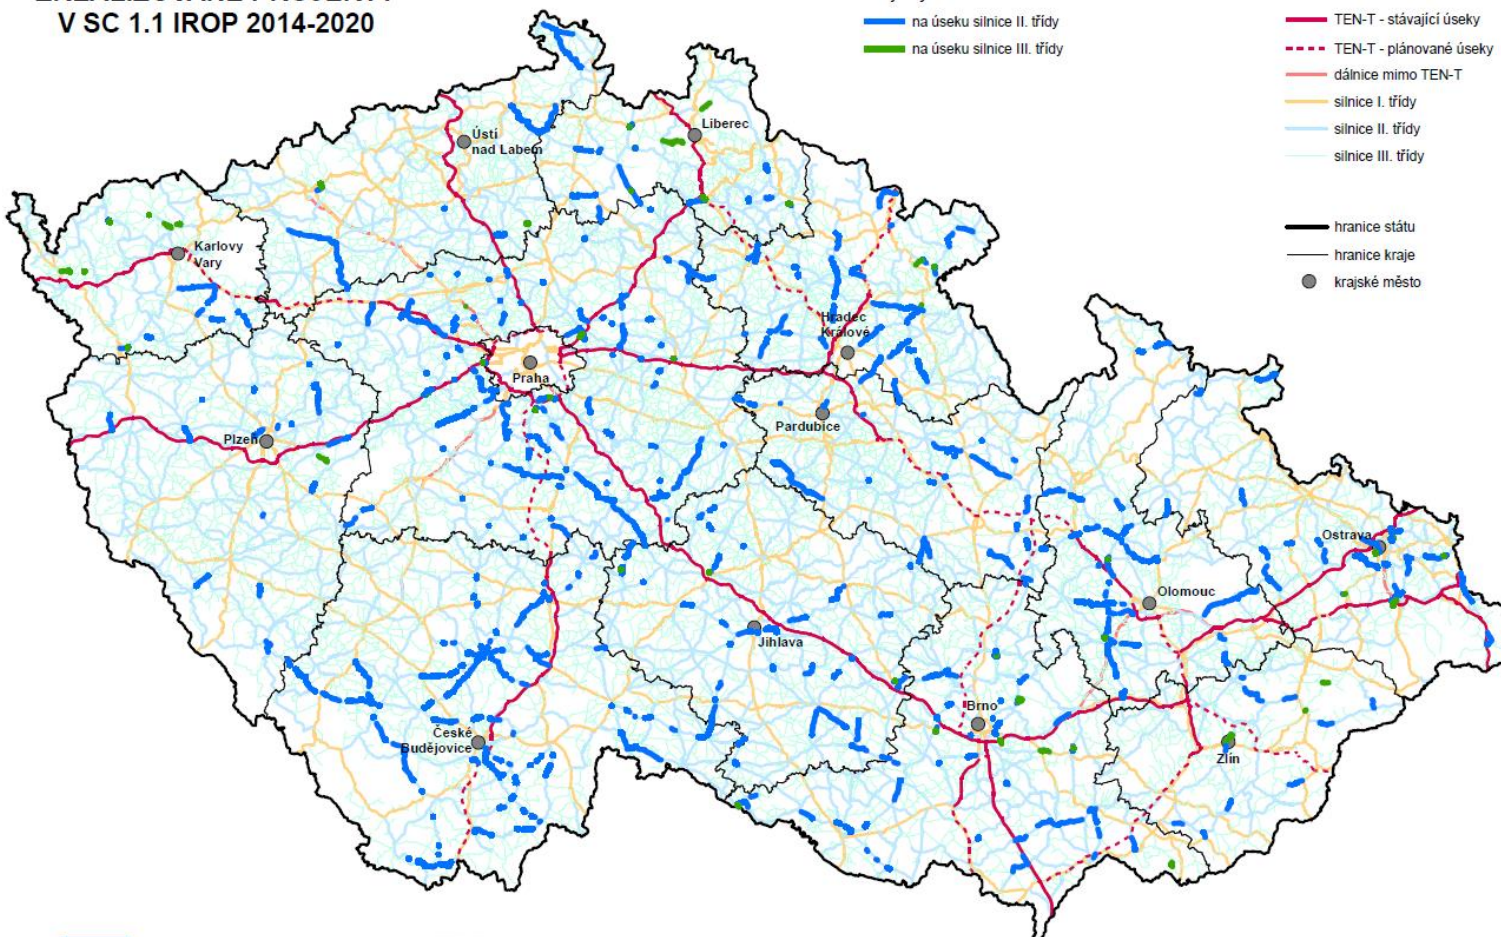 V SC 1.1 IROP 2014-2020
na úseku silnice II. třídy
na úseku silnice III. třídy
TEN-T - stávající úseky
TEN-T - plánované úseky
dálnice mimo TEN-T
silnice I. třídy
silnice II. třídy
silnice III. třídy
hranice státu
hranice kraje
krajské město
Liberec
Ústí
nad Labem
Karlovy
Vary
Hradec
Králové
Praha
Pardubice
Plzeň
Ostrava
Olomouc
Jihlava
Brno
České
Budějovice
Zlín